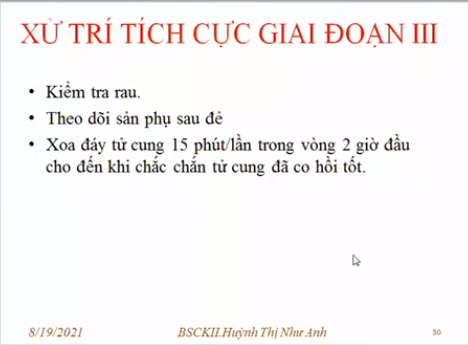 XỬ TRÍ TÍCH CỰC GIAI ĐOẠN III
• Kiểm tra rau.
• Theo dõi sản phụ sau đẻ
• Xoa đáy tử cung 15 phút/lần trong vòng 2 giờ đầu
cho đến khi chắc chắn tử cung đã co hồi tốt.
8/19/2021 BSCKII.Huỳnh Thị Như Anh 30